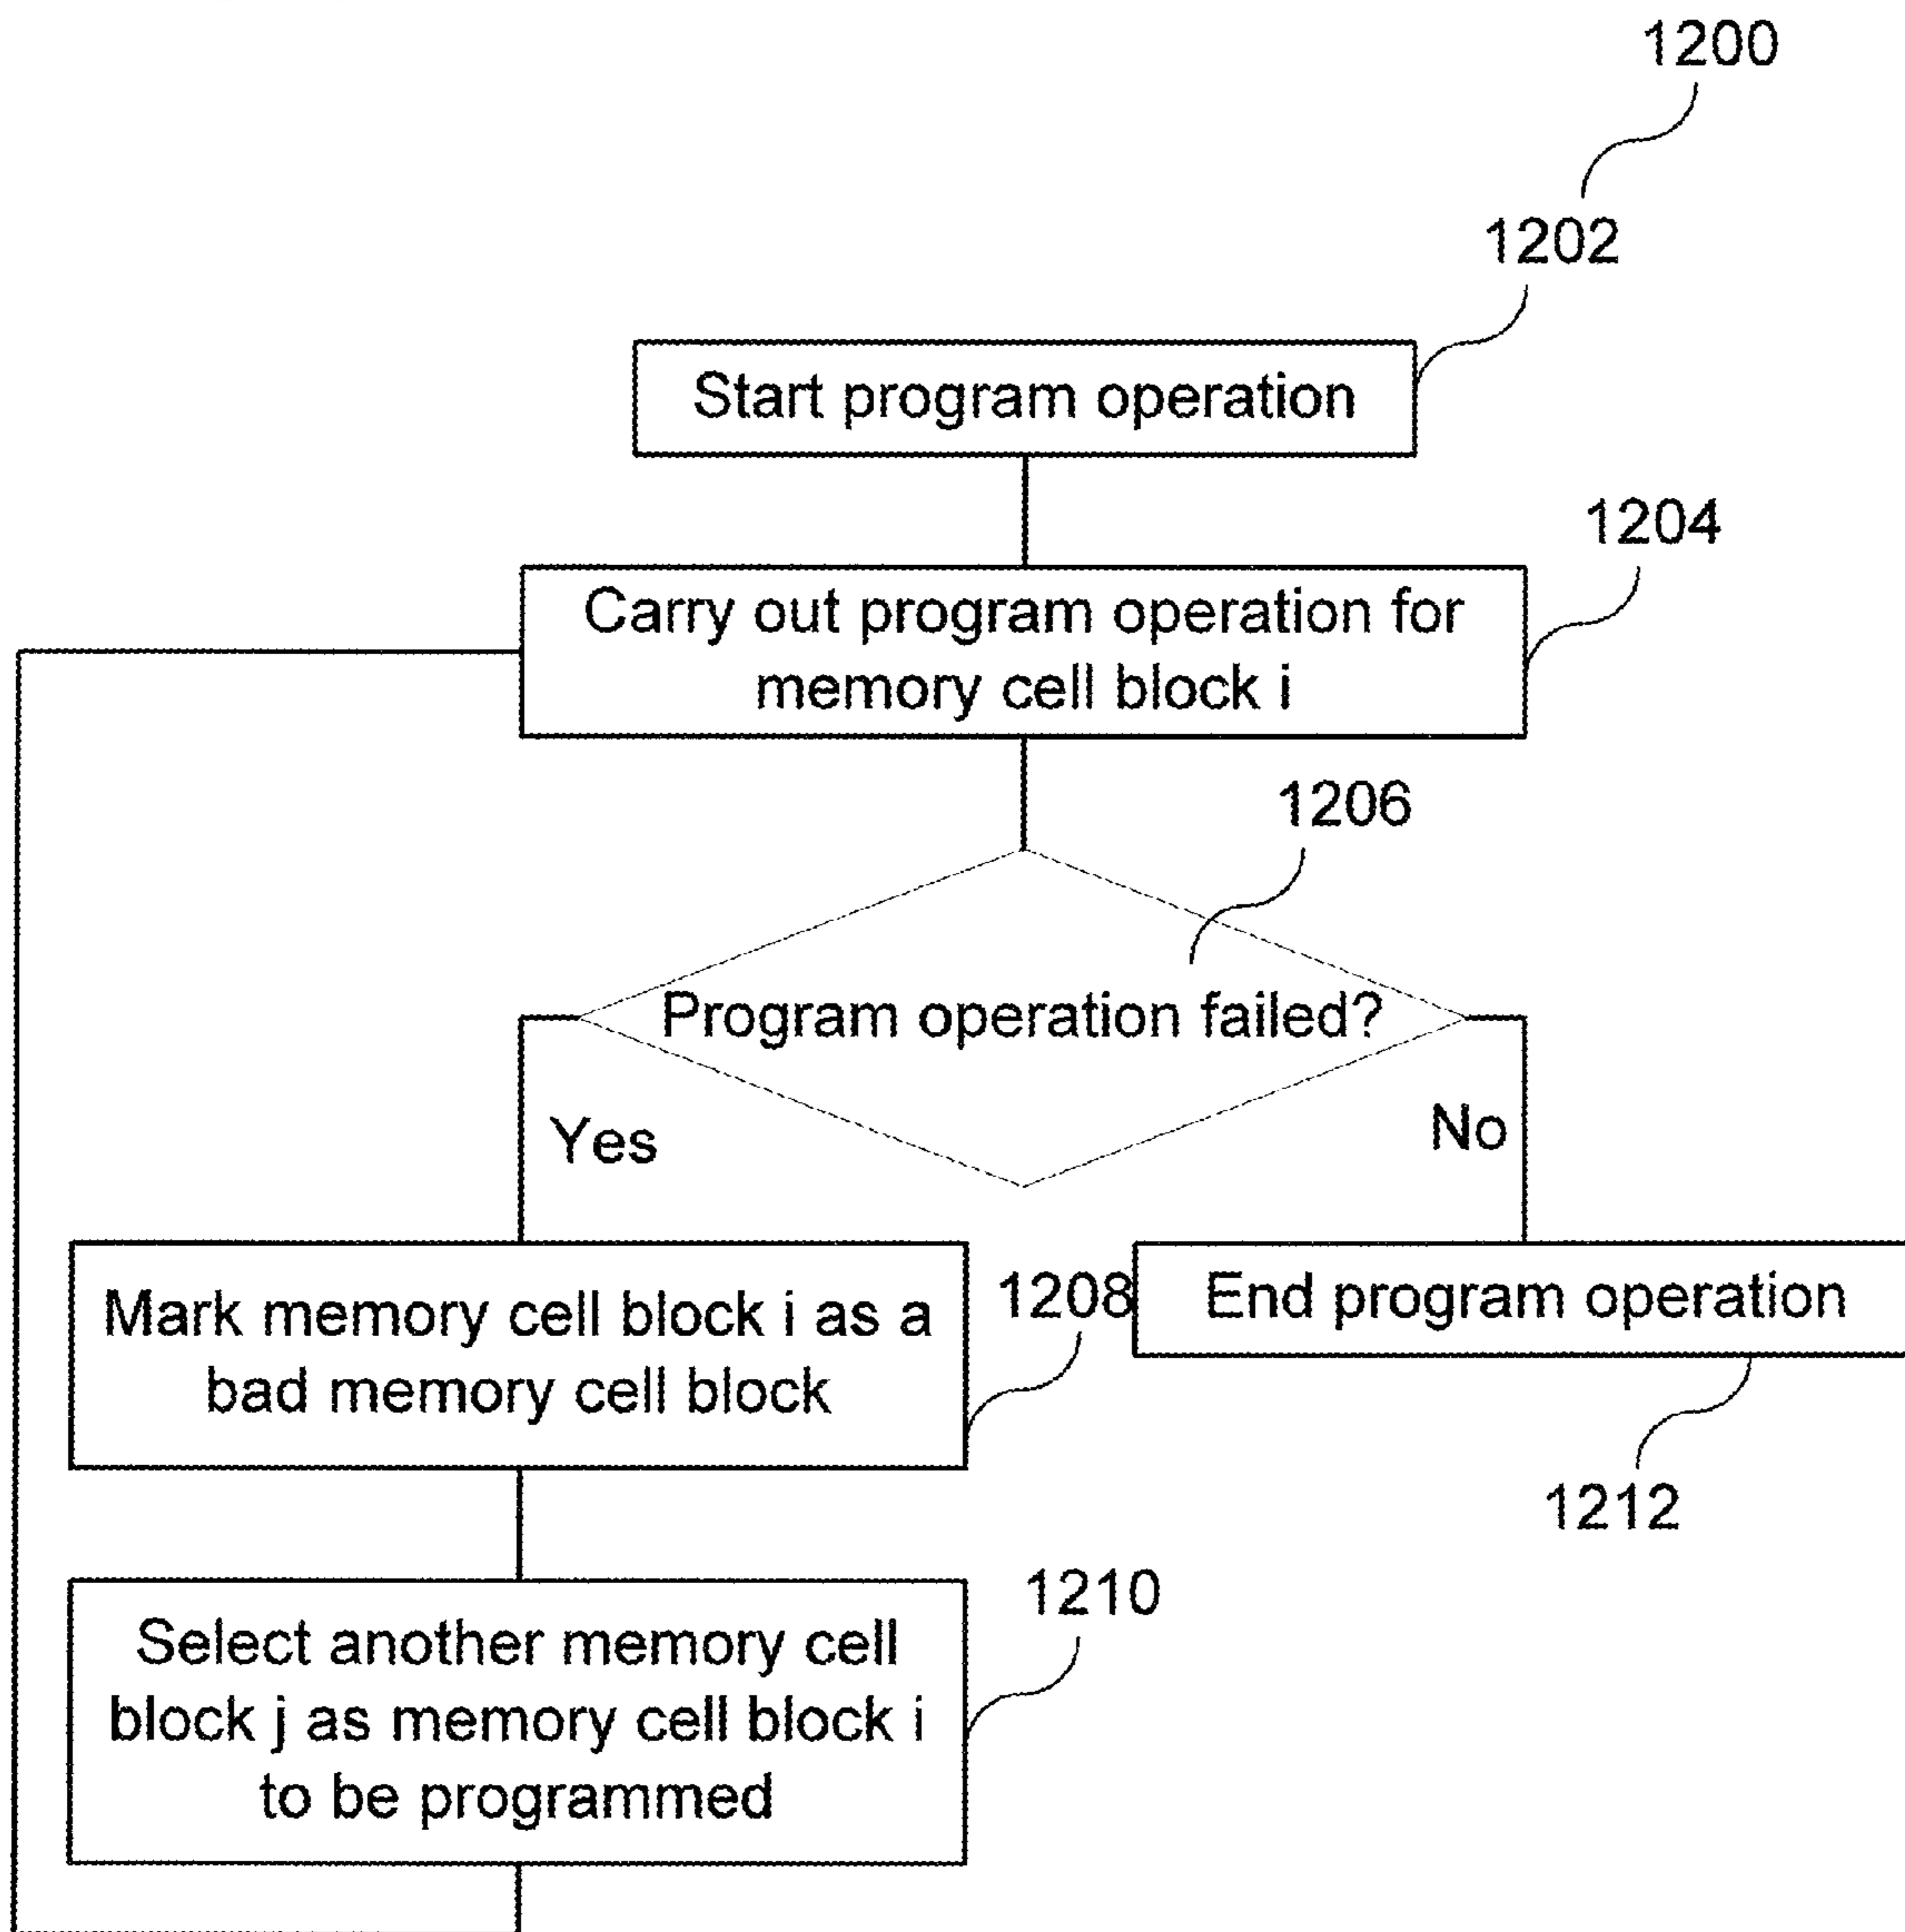 1200
1202
Start program operation
1204
Carry out program operation for
memory cell block i
1206
Program operation failed?
Yes
No
Mark memory cell block i as a
bad memory cell block
1208
End program operation
1212
1210
Select another memory cell
block j as memory cell block i
to be programmed